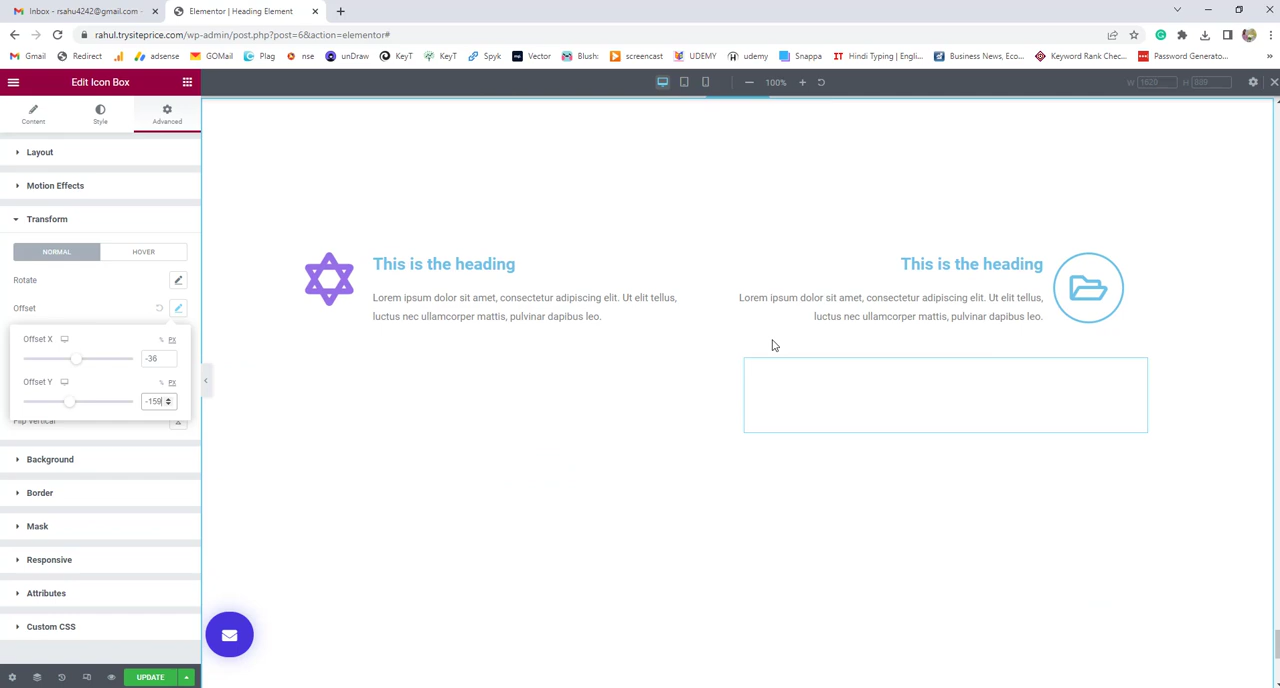 Inbox - rsahu4242@gmail.com -
Elementor | Heading Element
rahul.trysiteprice.com/wp-admin/post.php?post=6&action=elementor#
Gmail
Redirect
adsense
GOMail
Plag
nse
unDraw
KeyT
KeyT
Spyk
Vector
Blush:
screencast
UDEMY
udemy
Snappa
Hindi Typing | Engli...
Business News, Eco...
Keyword Rank Chec...
Password Generato...
Edit Icon Box
100%
W 1620
H 889
Content
Style
Advanced
Layout
Motion Effects
Transform
NORMAL
HOVER
Rotate
Offset
Offset X
% PX
-36
Offset Y
% PX
-159
Flip Vertical
Background
Border
Mask
Responsive
Attributes
Custom CSS
UPDATE
This is the heading
Lorem ipsum dolor sit amet, consectetur adipiscing elit. Ut elit tellus,
luctus nec ullamcorper mattis, pulvinar dapibus leo.
This is the heading
Lorem ipsum dolor sit amet, consectetur adipiscing elit. Ut elit tellus,
luctus nec ullamcorper mattis, pulvinar dapibus leo.